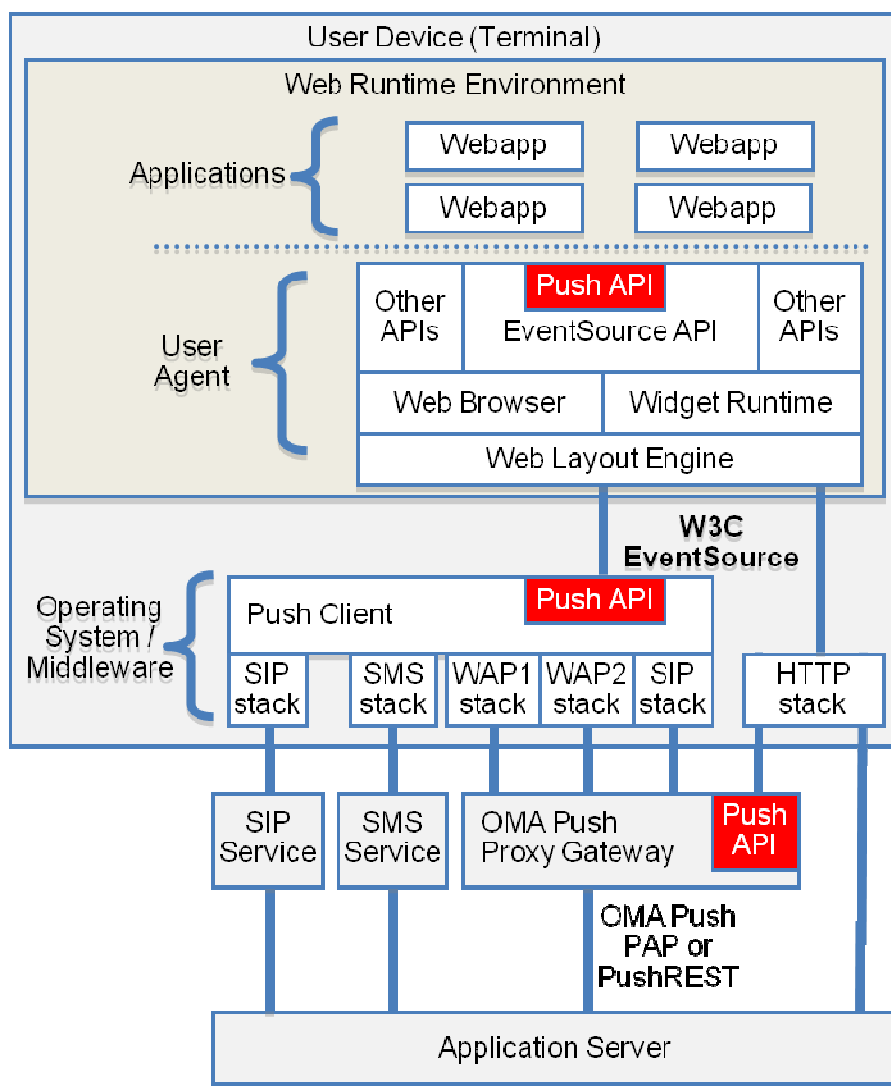 User Device (Terminal)
Web Runtime Environment
Applications
Webapp
Webapp
Webapp
Webapp
User
Agent
Other
APIs
Push API
EventSource API
Other
APIs
Web Browser
Widget Runtime
Web Layout Engine
W3C
EventSource
Operating
System /
Middleware
Push Client
Push API
SIP
stack
SMS
stack
WAP1
stack
WAP2
stack
SIP
stack
HTTP
stack
SIP
Service
SMS
Service
OMA Push
Proxy Gateway
Push
API
OMA Push
PAP or
PushREST
Application Server